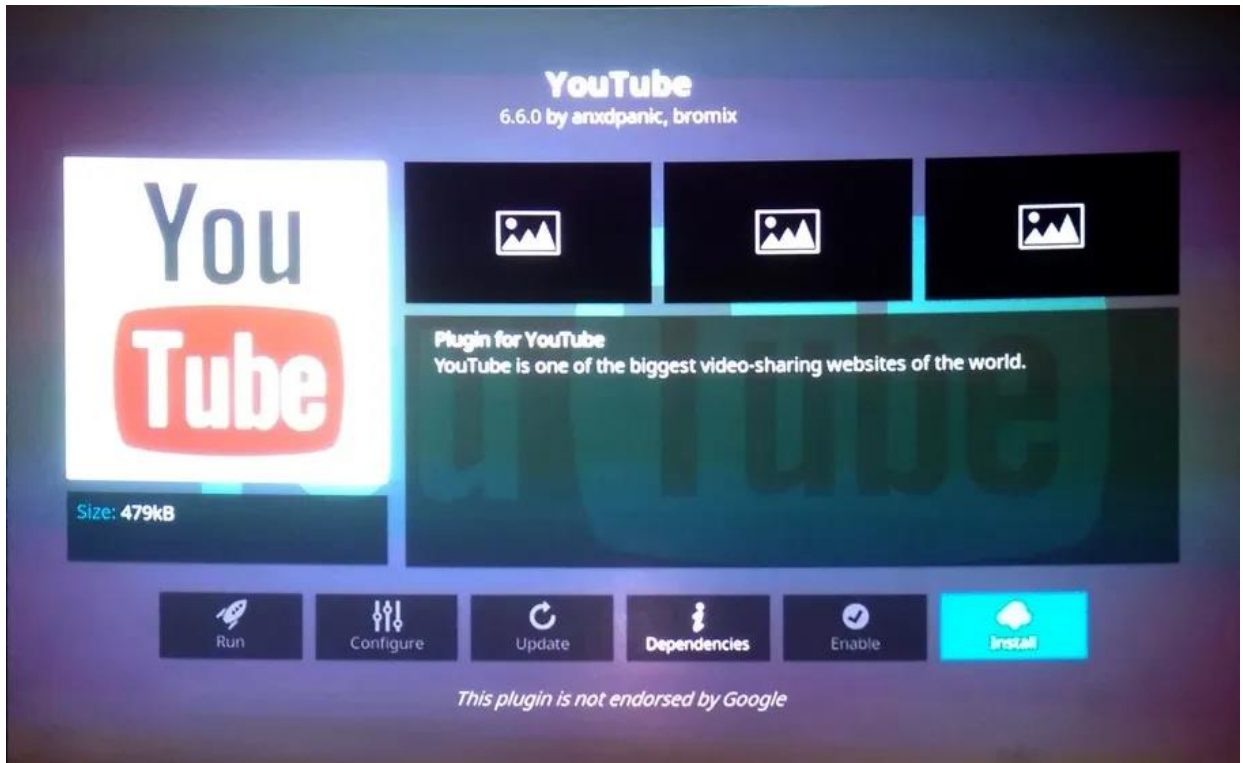 YouTube
6.6.0 by anxdpanic, bromix
You
Tube
Plugin for YouTube
YouTube is one of the biggest video-sharing websites of the world.
Size: 479kB
Run
Configure
Update
Dependencies
Enable
Install
This plugin is not endorsed by Google